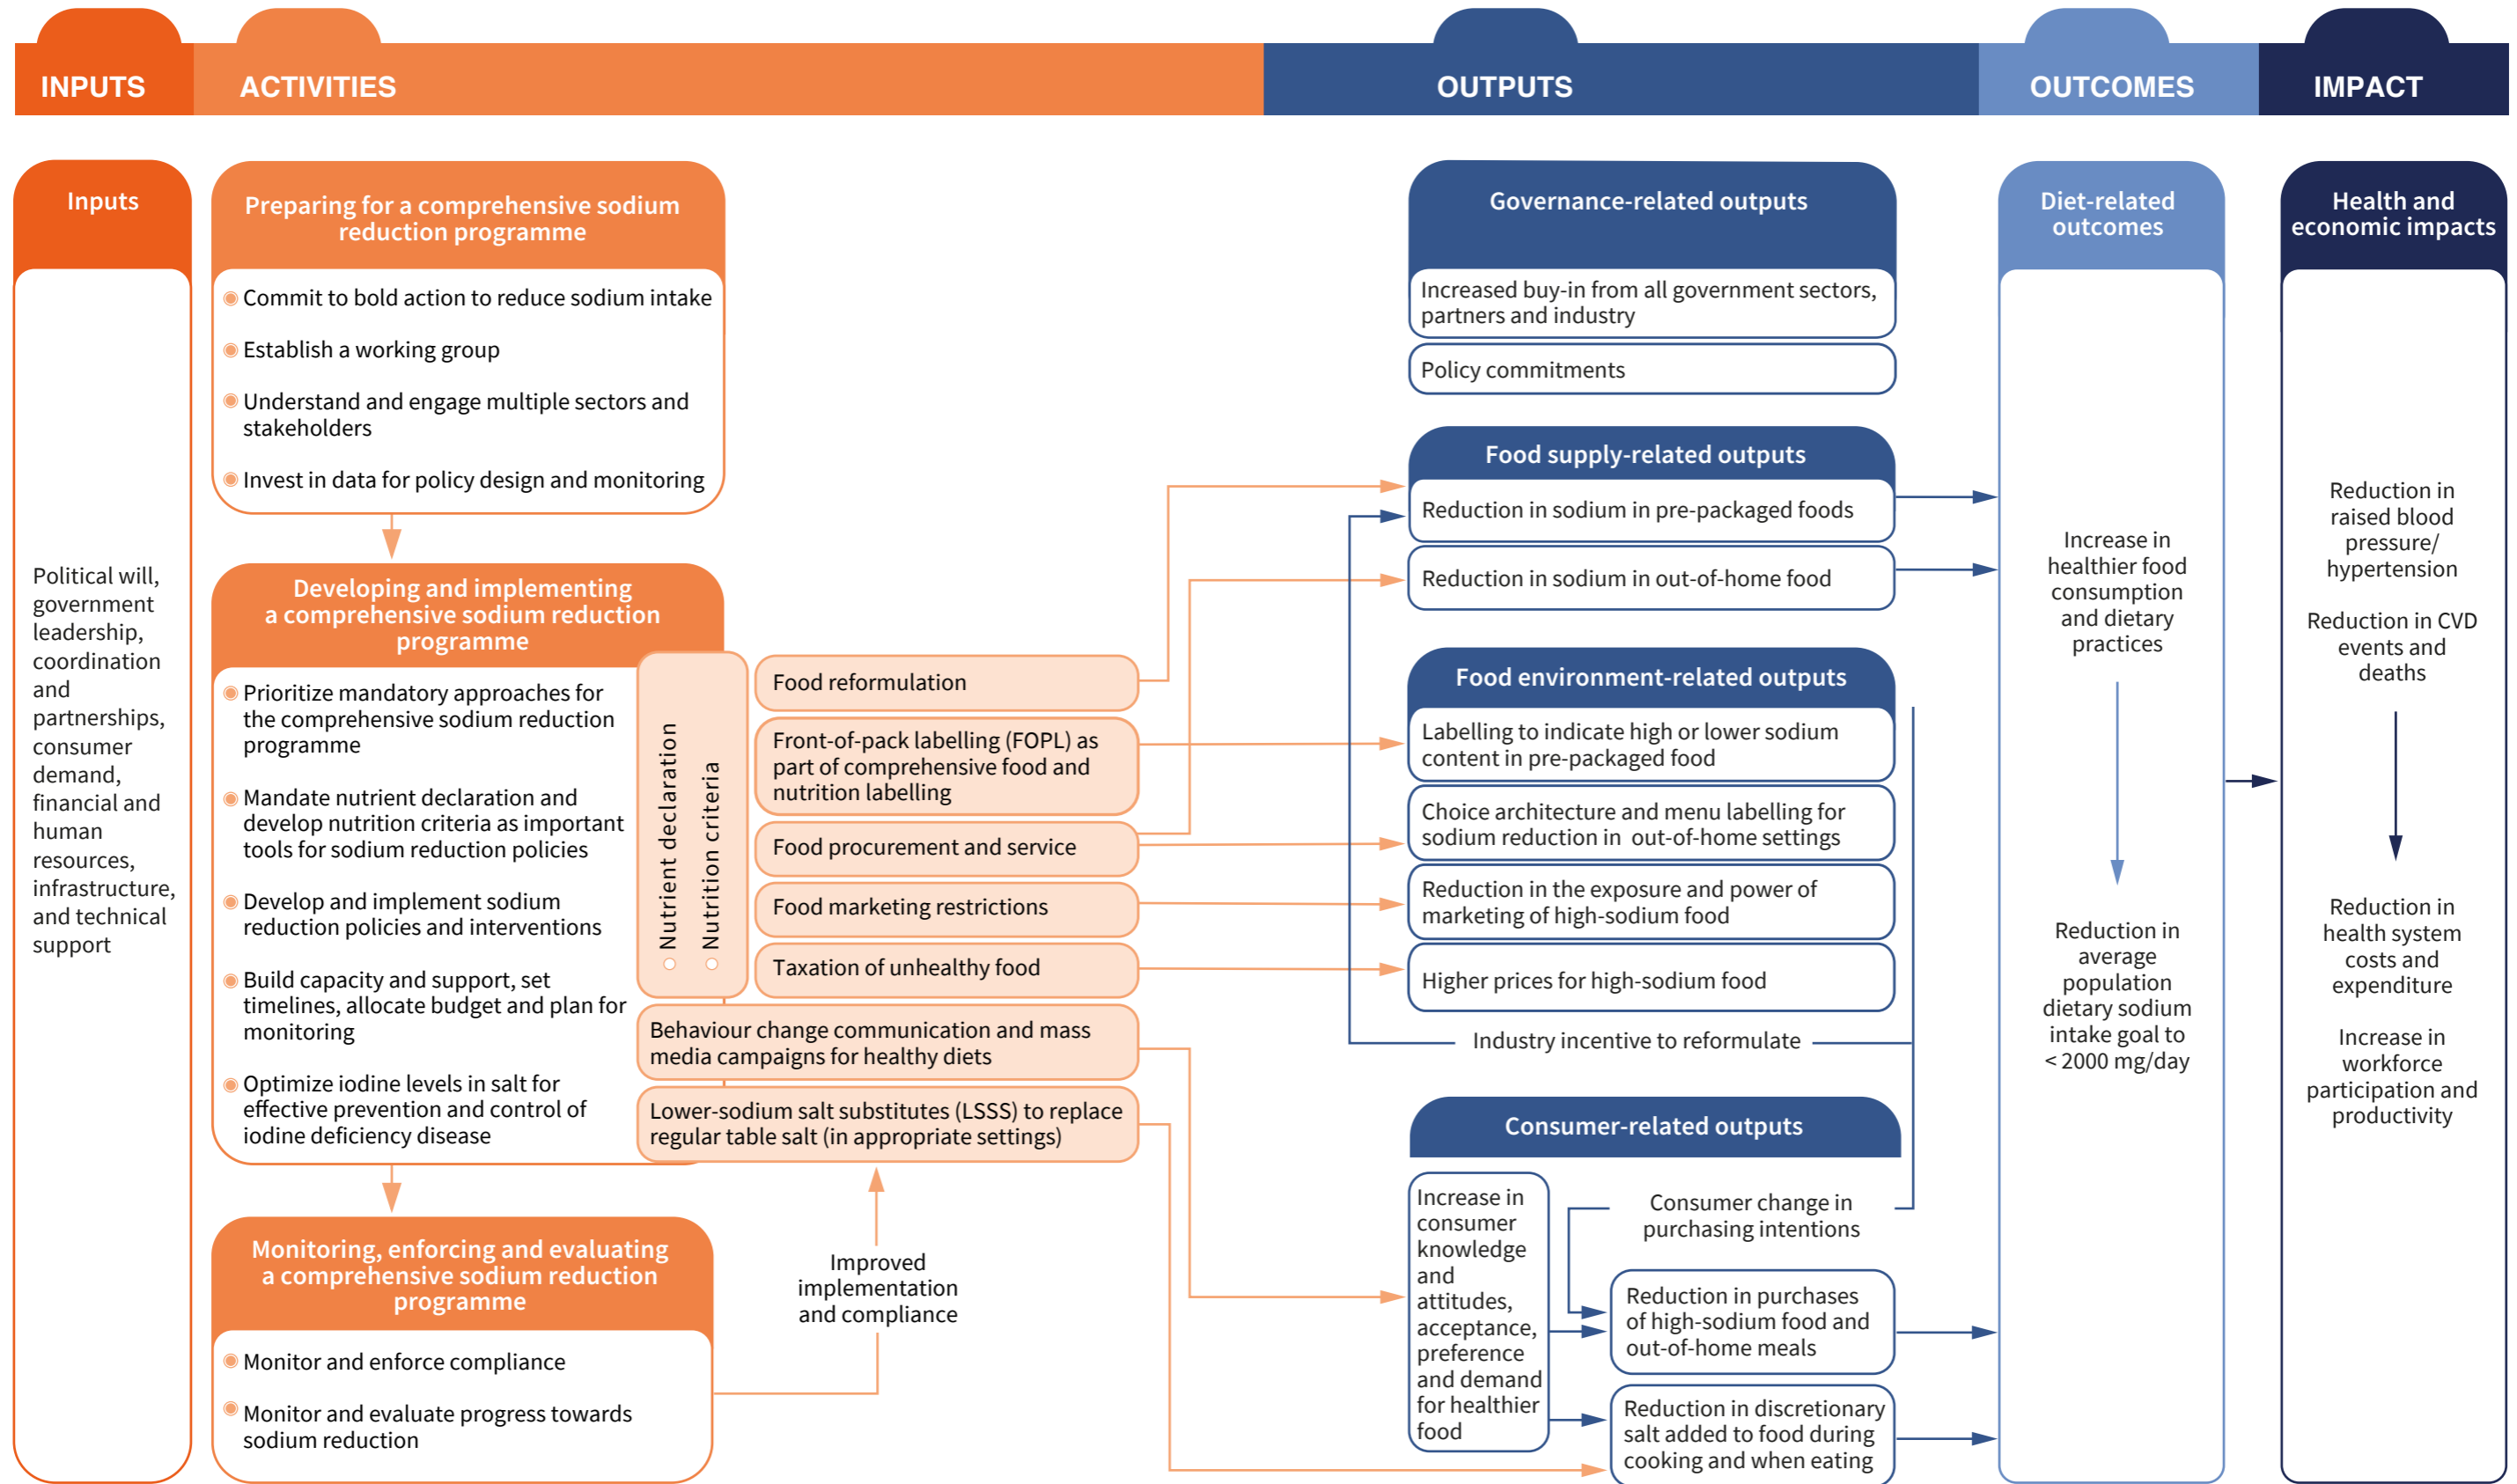 INPUTS
ACTIVITIES
OUTPUTS
OUTCOMES
IMPACT
Inputs
Political will,
government
leadership,
coordination
and
partnerships,
consumer
demand,
financial and
human
resources,
infrastructure,
and technical
support
Preparing for a comprehensive sodium
reduction programme
Commit to bold action to reduce sodium intake
Establish a working group
Understand and engage multiple sectors and
stakeholders
Invest in data for policy design and monitoring
Developing and implementing
a comprehensive sodium reduction
programme
Prioritize mandatory approaches for
the comprehensive sodium reduction
programme
Mandate nutrient declaration and
develop nutrition criteria as important
tools for sodium reduction policies
Develop and implement sodium
reduction policies and interventions
Build capacity and support, set
timelines, allocate budget and plan for
monitoring
Optimize iodine levels in salt for
effective prevention and control of
iodine deficiency disease
Nutrient declaration
Nutrition criteria
Food reformulation
Front-of-pack labelling (FOPL) as
part of comprehensive food and
nutrition labelling
Food procurement and service
Food marketing restrictions
Taxation of unhealthy food
Behaviour change communication and mass
media campaigns for healthy diets
Lower-sodium salt substitutes (LSSS) to replace
regular table salt (in appropriate settings)
Monitoring, enforcing and evaluating
a comprehensive sodium reduction
programme
Monitor and enforce compliance
Monitor and evaluate progress towards
sodium reduction
Improved
implementation
and compliance
Governance-related outputs
Increased buy-in from all government sectors,
partners and industry
Policy commitments
Food supply-related outputs
Reduction in sodium in pre-packaged foods
Reduction in sodium in out-of-home food
Food environment-related outputs
Labelling to indicate high or lower sodium
content in pre-packaged food
Choice architecture and menu labelling for
sodium reduction in out-of-home settings
Reduction in the exposure and power of
marketing of high-sodium food
Higher prices for high-sodium food
Industry incentive to reformulate
Consumer-related outputs
Increase in
consumer
knowledge
and
attitudes,
acceptance,
preference
and demand
for healthier
food
Consumer change in
purchasing intentions
Reduction in purchases
of high-sodium food and
out-of-home meals
Reduction in discretionary
salt added to food during
cooking and when eating
Diet-related
outcomes
Increase in
healthier food
consumption
and dietary
practices
Reduction in
average
population
dietary sodium
intake goal to
< 2000 mg/day
Health and
economic impacts
Reduction in
raised blood
pressure/
hypertension
Reduction in CVD
events and
deaths
Reduction in
health system
costs and
expenditure
Increase in
workforce
participation and
productivity